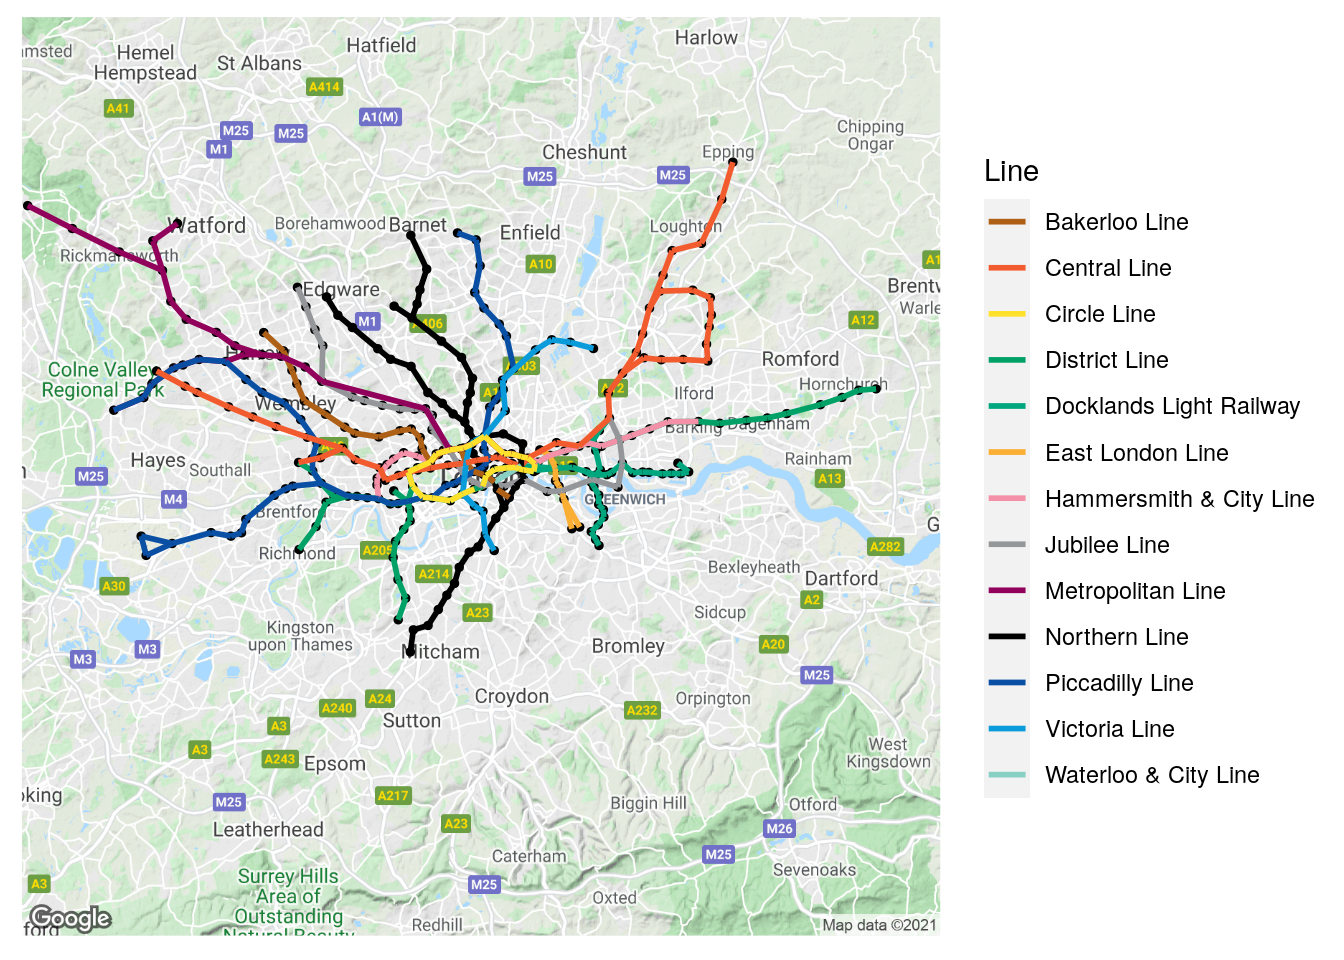 amsted
Hemel
Hempstead
St Albans
Hatfield
Harlow
A414
A41
A1(M)
M25
M25
M1
Chipping
Ongar
Cheshunt
Epping
M25
M25
Watford
Borehamwood
Barnet
Enfield
Loughton
Rickmansworth
A10
A1
Edgware
Brentw
Warle
M1
A406
A12
Colne Valley
Regional Park
Romford
Hornchurch
Ilford
A12
Wembley
Barking
Dagenham
Hayes
Southall
Rainham
M25
A13
M4
GREENWICH
Brentford
G
Richmond
A205
A282
A214
Bexleyheath
Dartford
A30
A2
A23
Sidcup
Kingston
upon Thames
M3
M3
Mitcham
Bromley
A20
M25
A24
Croydon
Orpington
A240
A232
A3
Sutton
A3
A243
Epsom
West
Kingsdown
oking
M25
A217
Biggin Hill
Otford
Leatherhead
A23
M26
M25
Caterham
Sevenoaks
A3
Surrey Hills
Area of
Outstanding
Natural Beauty
M25
Oxted
Google
ford
Redhill
Map data ©2021
Line
Bakerloo Line
Central Line
Circle Line
District Line
Docklands Light Railway
East London Line
Hammersmith & City Line
Jubilee Line
Metropolitan Line
Northern Line
Piccadilly Line
Victoria Line
Waterloo & City Line